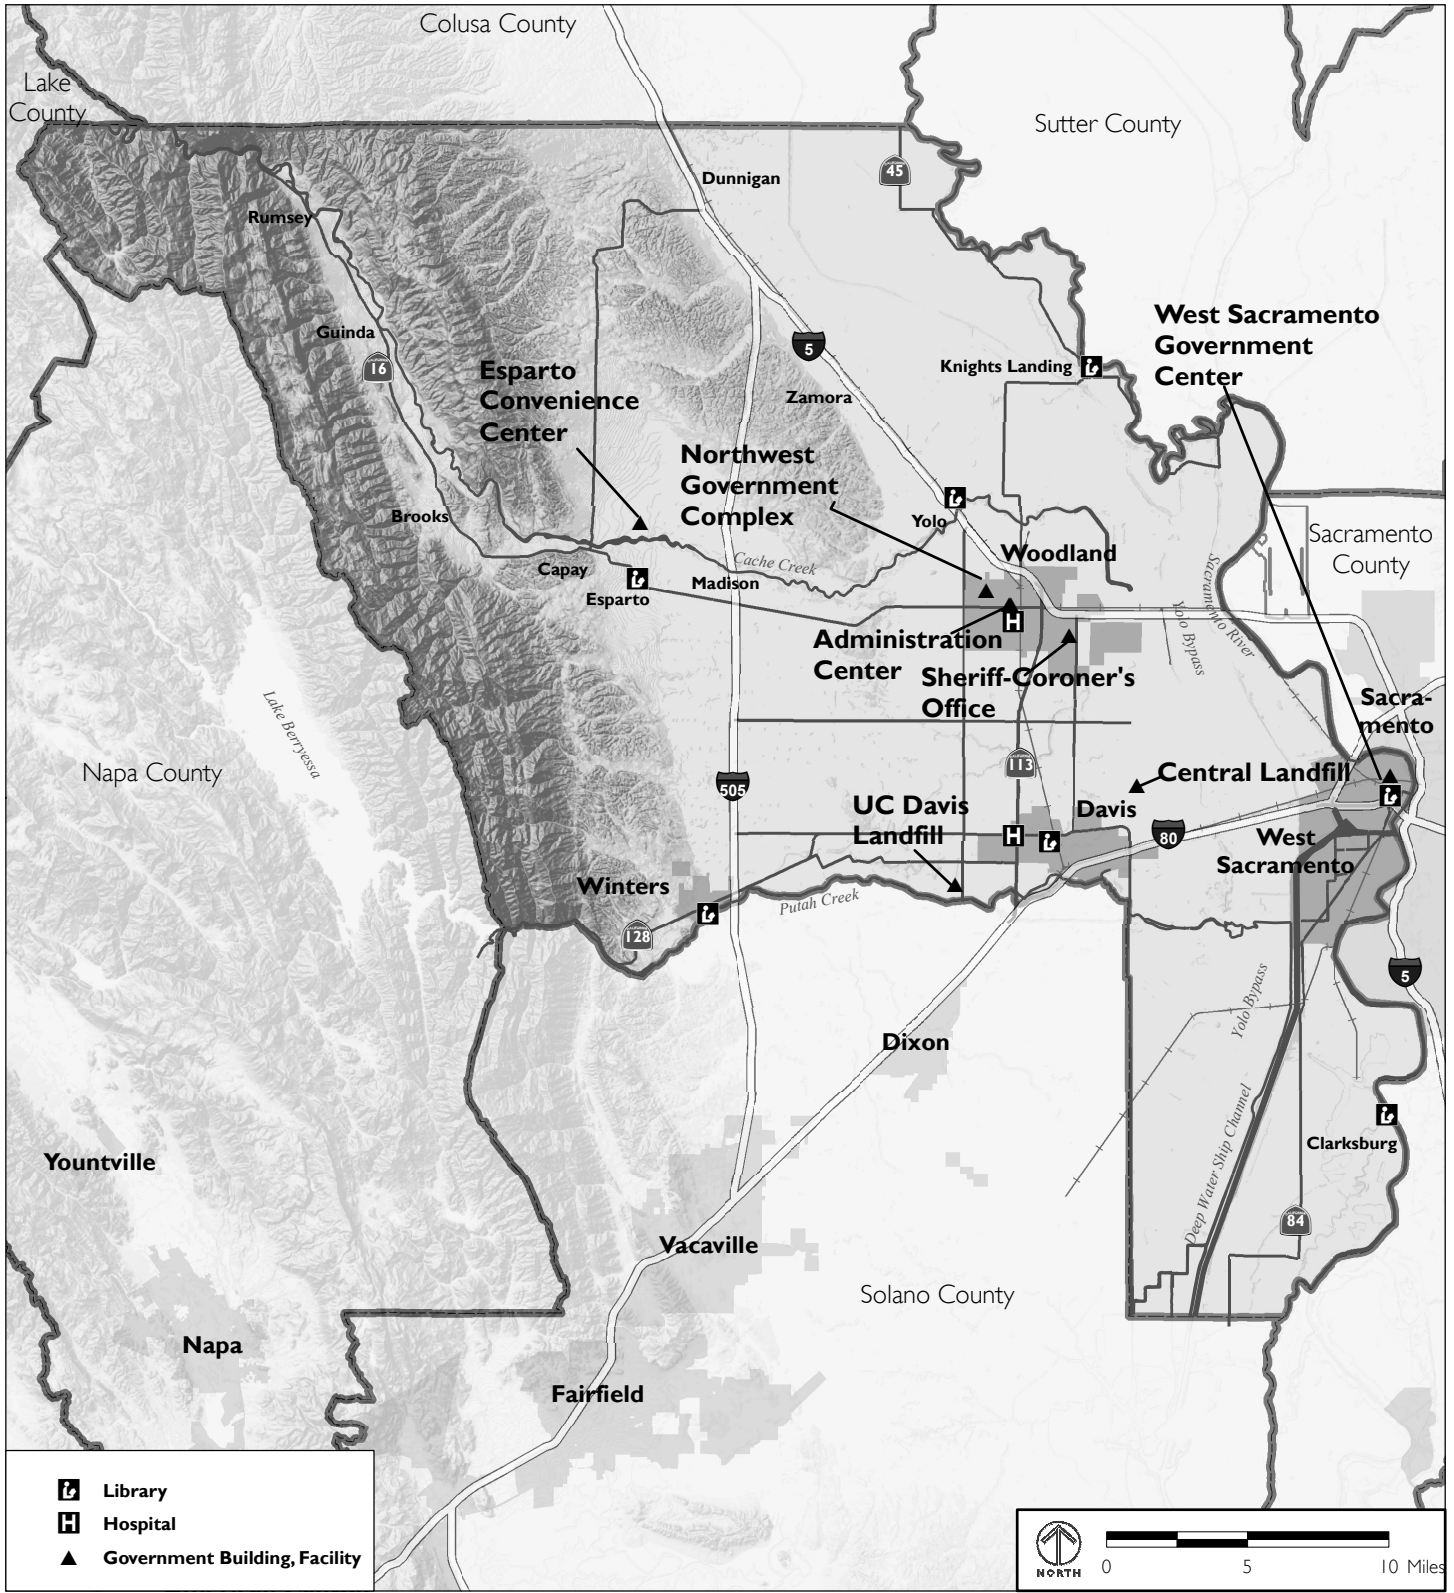 Colusa County
Lake
County
Sutter County
45
Dunnigan
Rumsey
Guinda
16
5
West Sacramento
Government
Center
Esparto
Convenience
Center
Knights Landing
Zamora
Northwest
Government
Complex
Brooks
Yolo
Woodland
Sacramento
County
Cache Creek
Capay
Madison
Esparto
Sacramento River
Yolo Bypass
Administration
Center
Sheriff-Coroner's
Office
Lake Berryessa
Sacra-
mento
Napa County
113
Central Landfill
505
UC Davis
Landfill
Davis
80
West
Sacramento
Winters
Putah Creek
CALIFORNIA
128
5
Yolo Bypass
Dixon
Deep Water Ship Channel
Clarksburg
Yountville
84
Vacaville
Solano County
Napa
Fairfield
Library
H Hospital
Government Building, Facility
NORTH
0 5 10 Miles
H
H